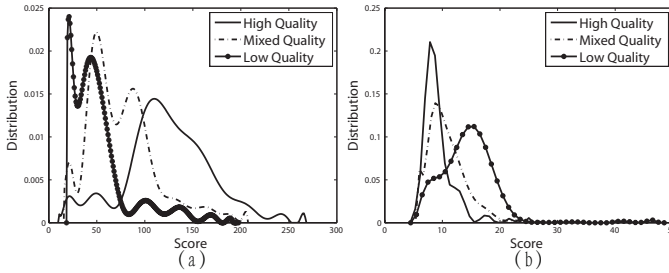 0.025
High Quality
Mixed Quality
Low Quality
0.02
0.015
0.01
0.005
0
Distribution
0 50 100 150 200 250 300
Score
(a)
0.25
High Quality
Mixed Quality
Low Quality
0.2
0.15
0.1
0.05
0
Distribution
0 10 20 30 40
Score
(b)